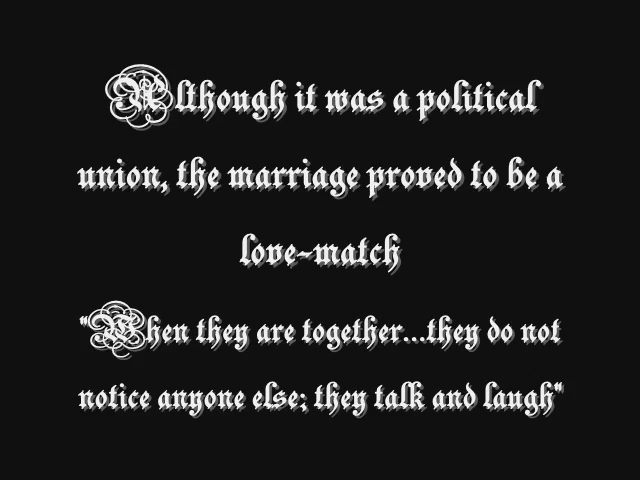 Although it was a political
union, the marriage proved to be a
love-match
"When they are together...they do not
notice anyone else; they talk and laugh"